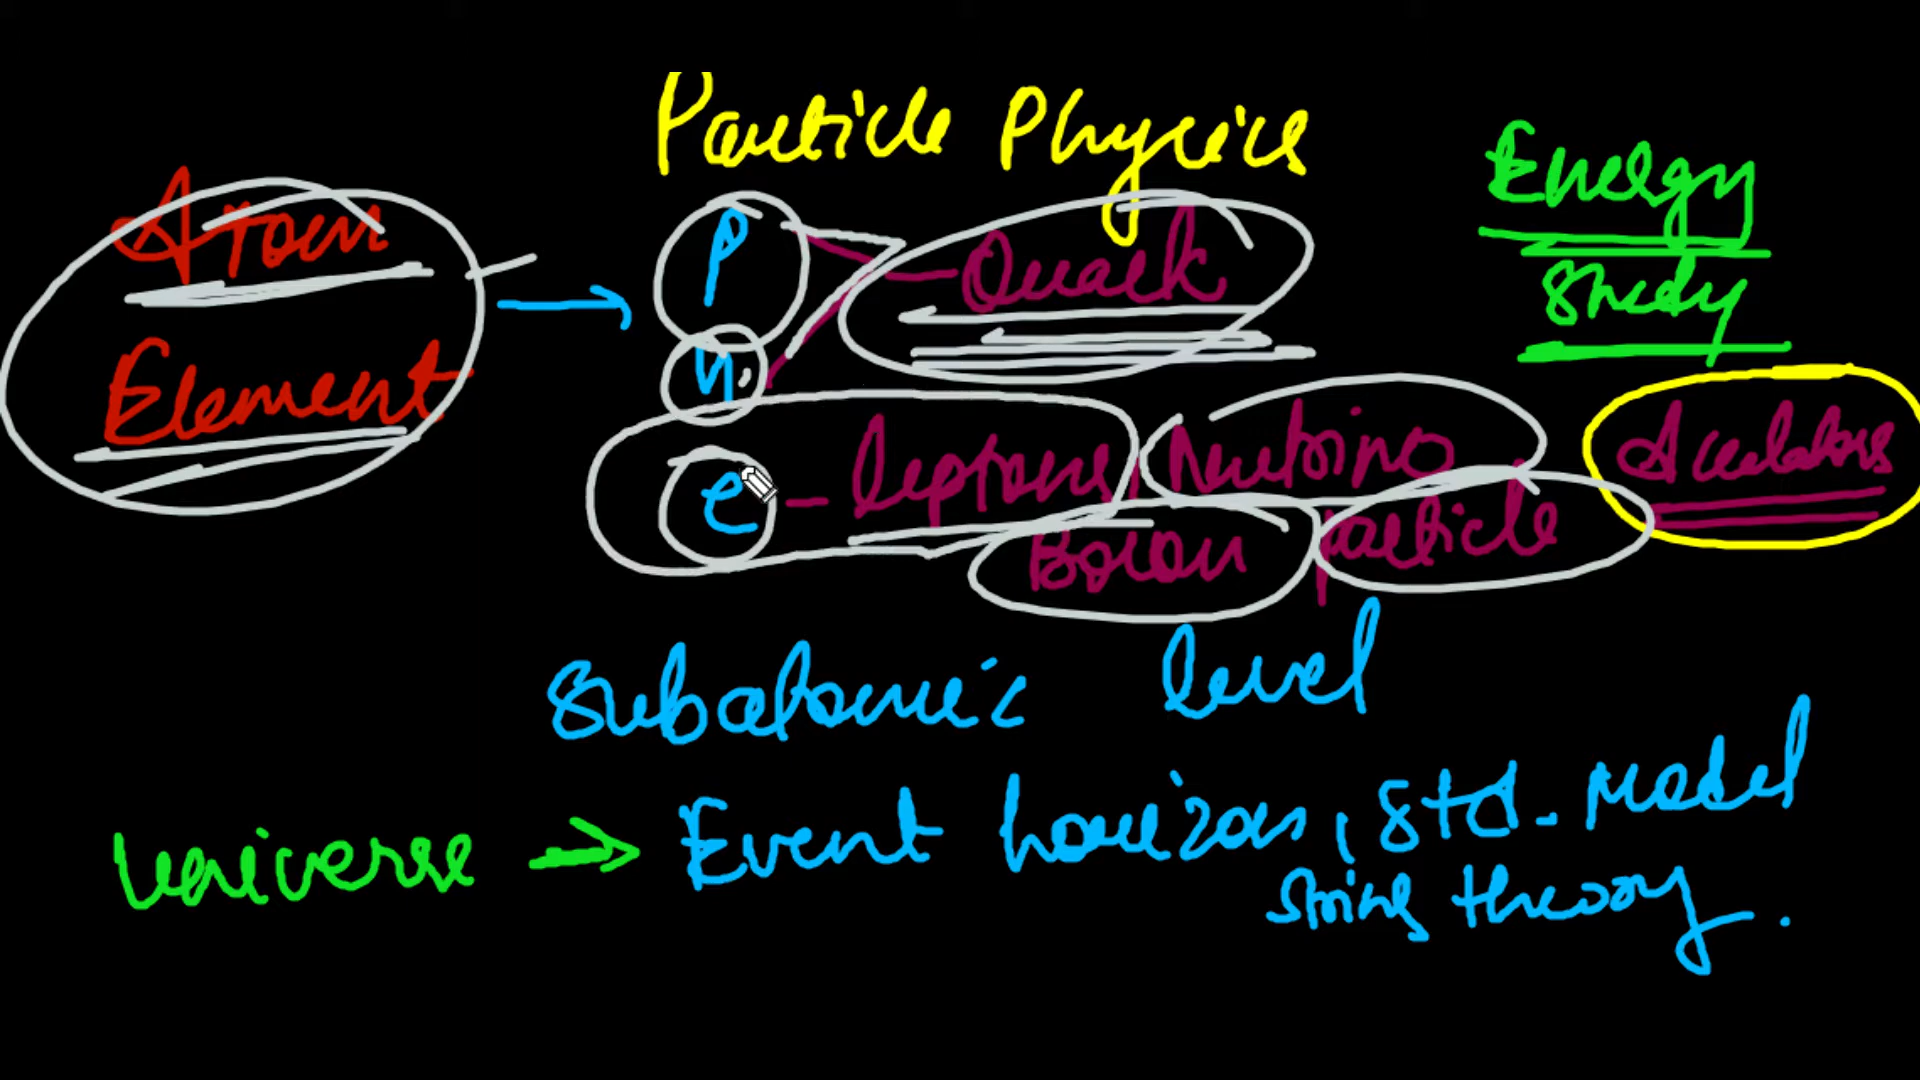 Particle Physics
Energy
Study
Atom
Element
p
n
Quark
e - leptons, Neutrino
Boson particle
Subatomic level
Universe → Event horizon, Std. Model
String theory.